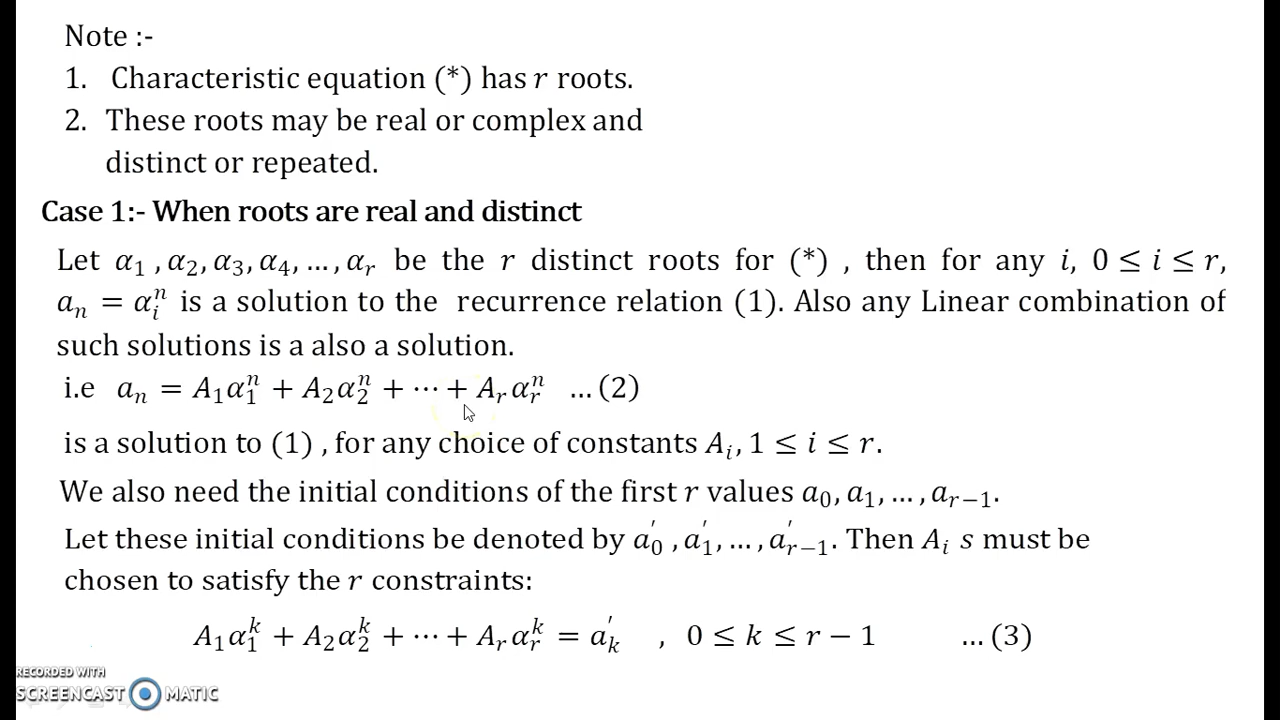 Note :-
1. Characteristic equation (*) has r roots.
2. These roots may be real or complex and
distinct or repeated.
Case 1:- When roots are real and distinct
Let α₁ , α₂, α₃, α₄, … , αᵣ be the r distinct roots for (*) , then for any i, 0 ≤ i ≤ r,
aₙ = αᵢⁿ is a solution to the recurrence relation (1). Also any Linear combination of
such solutions is a also a solution.
i.e aₙ = A₁α₁ⁿ + A₂α₂ⁿ + ⋯ + Aᵣαᵣⁿ … (2)
is a solution to (1) , for any choice of constants Aᵢ, 1 ≤ i ≤ r.
We also need the initial conditions of the first r values a₀, a₁, … , aᵣ₋₁.
Let these initial conditions be denoted by a₀′ , a₁′, … , aᵣ₋₁′. Then Aᵢ s must be
chosen to satisfy the r constraints:
A₁α₁ᵏ + A₂α₂ᵏ + ⋯ + Aᵣαᵣᵏ = aₖ′ , 0 ≤ k ≤ r − 1 … (3)
RECORDED WITH
SCREENCAST MATIC